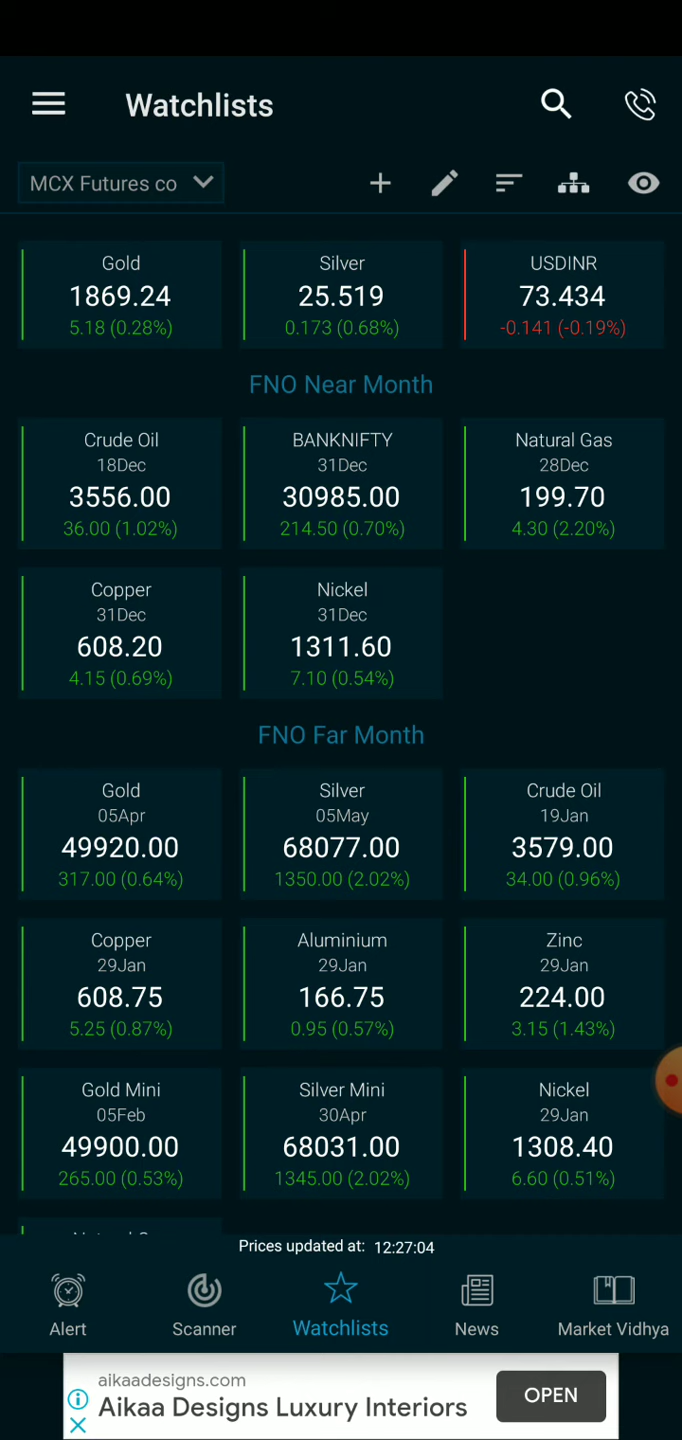 Watchlists
MCX Futures co
Gold Silver USDINR
1869.24 25.519 73.434
5.18 (0.28%) 0.173 (0.68%) -0.141 (-0.19%)
FNO Near Month
Crude Oil BANKNIFTY Natural Gas
18Dec 31Dec 28Dec
3556.00 30985.00 199.70
36.00 (1.02%) 214.50 (0.70%) 4.30 (2.20%)
Copper Nickel
31Dec 31Dec
608.20 1311.60
4.15 (0.69%) 7.10 (0.54%)
FNO Far Month
Gold Silver Crude Oil
05Apr 05May 19Jan
49920.00 68077.00 3579.00
317.00 (0.64%) 1350.00 (2.02%) 34.00 (0.96%)
Copper Aluminium Zinc
29Jan 29Jan 29Jan
608.75 166.75 224.00
5.25 (0.87%) 0.95 (0.57%) 3.15 (1.43%)
Gold Mini Silver Mini Nickel
05Feb 30Apr 29Jan
49900.00 68031.00 1308.40
265.00 (0.53%) 1345.00 (2.02%) 6.60 (0.51%)
Prices updated at: 12:27:04
Alert Scanner Watchlists News Market Vidhya
aikaadesigns.com
Aikaa Designs Luxury Interiors
OPEN